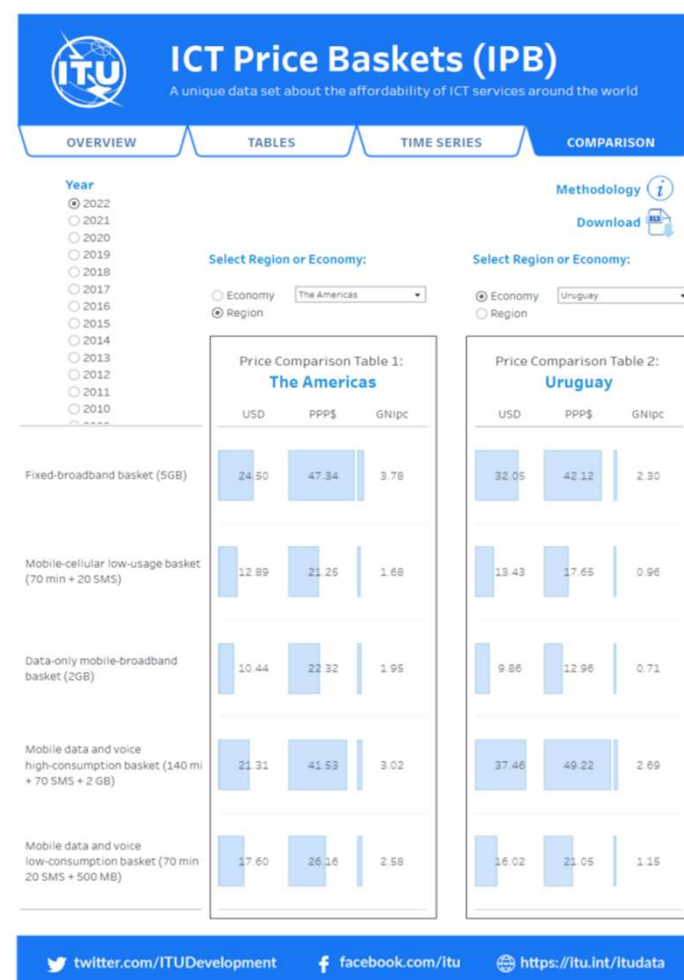 ITU
ICT Price Baskets (IPB)
A unique data set about the affordability of ICT services around the world
OVERVIEW TABLES TIME SERIES COMPARISON
Year
2022
2021
2020
2019
2018
2017
2016
2015
2014
2013
2012
2011
2010
Methodology i
Download XLS
Select Region or Economy: Select Region or Economy:
Economy The Americas Economy Uruguay
Region Region
Price Comparison Table 1: Price Comparison Table 2:
The Americas Uruguay
USD PPP$ GNIpc USD PPP$ GNIpc
Fixed-broadband basket (5GB) 24.50 47.34 3.78 32.05 42.12 2.30
Mobile-cellular low-usage basket
(70 min + 20 SMS) 12.89 21.25 1.68 13.43 17.65 0.96
Data-only mobile-broadband
basket (2GB) 10.44 22.32 1.95 9.86 12.96 0.71
Mobile data and voice
high-consumption basket (140 mi 21.31 41.53 3.02 37.46 49.22 2.69
+ 70 SMS + 2 GB)
Mobile data and voice
low-consumption basket (70 min 17.60 26.16 2.58 16.02 21.05 1.15
20 SMS + 500 MB)
twitter.com/ITUDevelopment facebook.com/itu https://itu.int/itudata